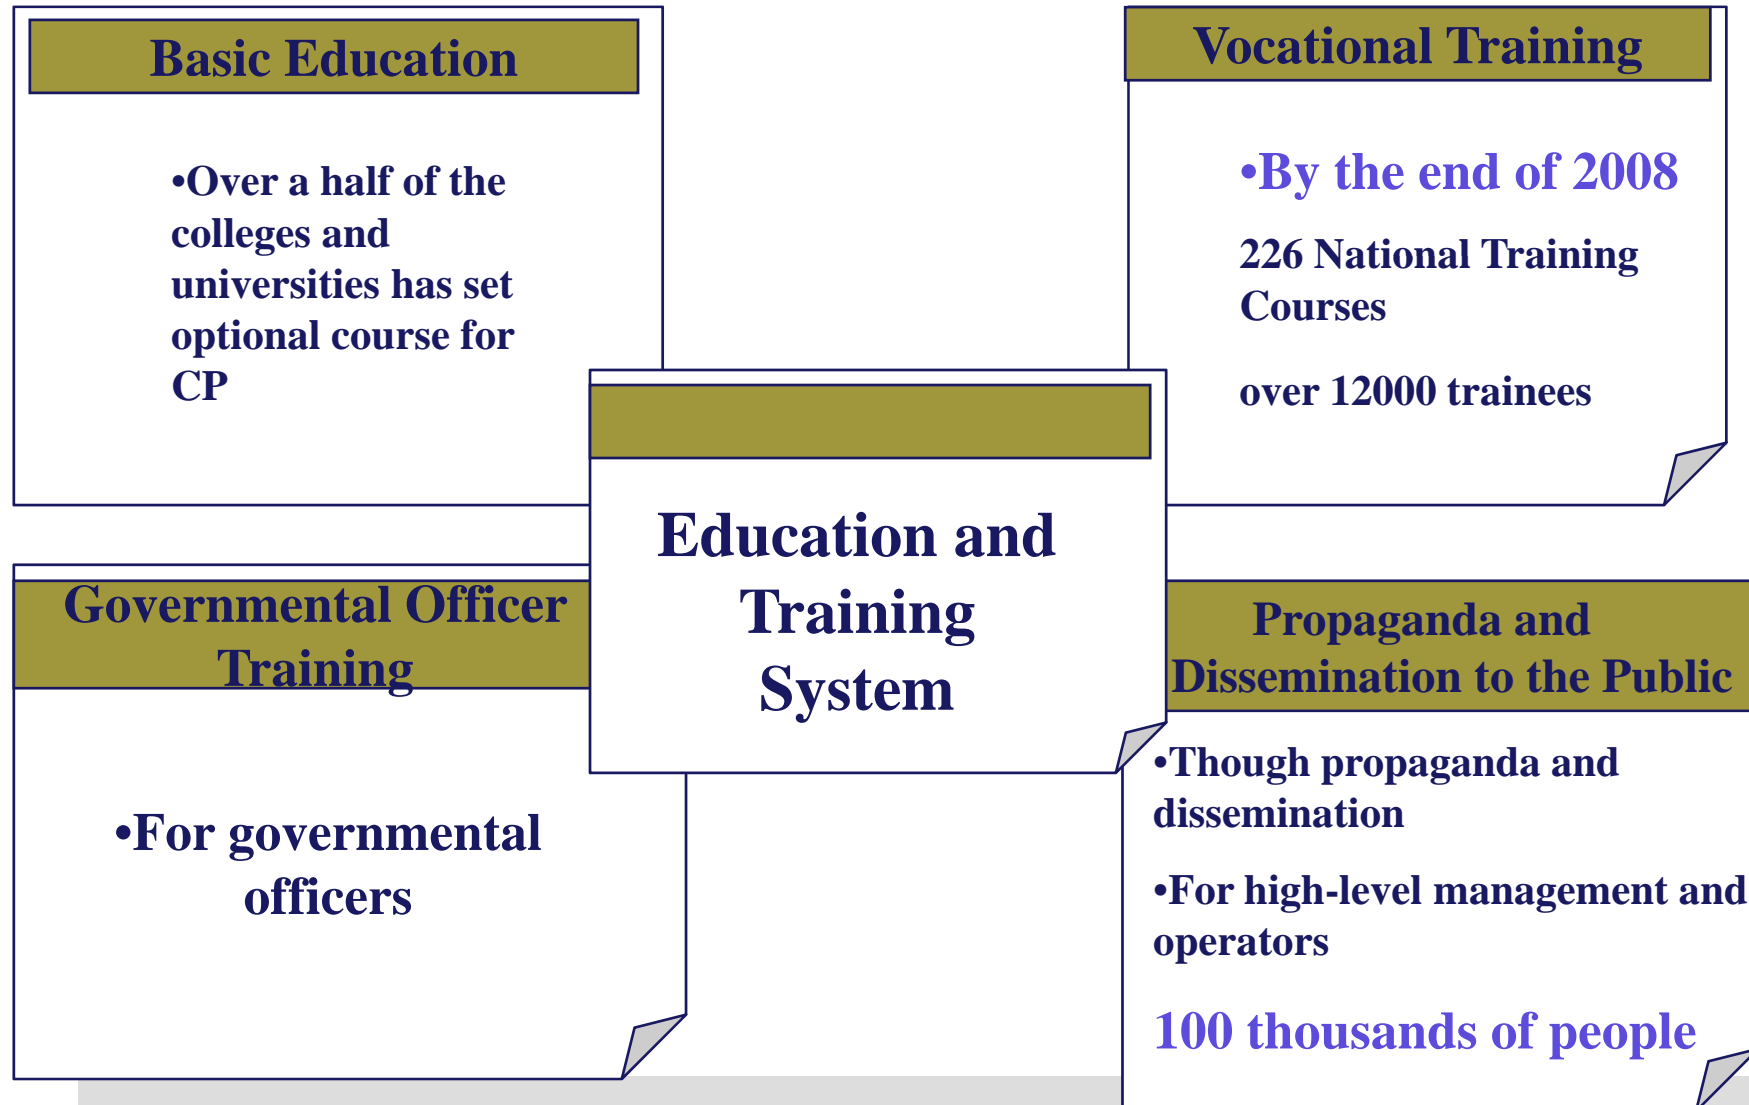 Basic Education
•Over a half of the
colleges and
universities has set
optional course for
CP
Vocational Training
•By the end of 2008
226 National Training
Courses
over 12000 trainees
Education and
Training
System
Governmental Officer
Training
•For governmental
officers
Propaganda and
Dissemination to the Public
•Though propaganda and
dissemination
•For high-level management and
operators
100 thousands of people